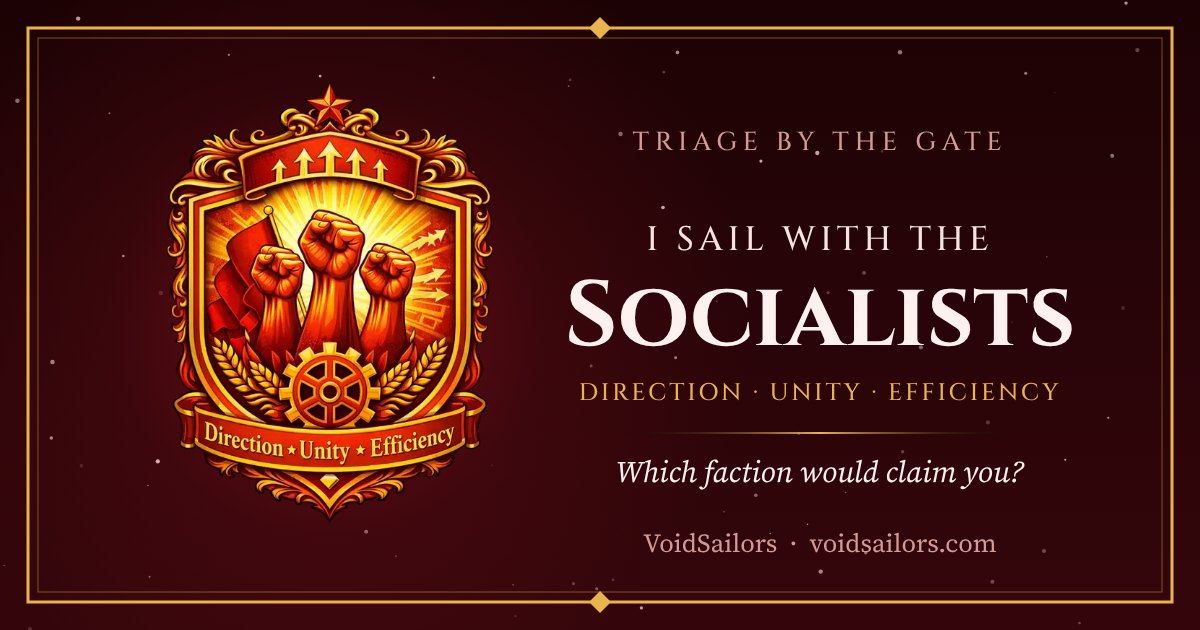 TRIAGE BY THE GATE
I SAIL WITH THE
SOCIALISTS
DIRECTION · UNITY · EFFICIENCY
Which faction would claim you?
VoidSailors · voidsailors.com
Direction ★ Unity ★ Efficiency